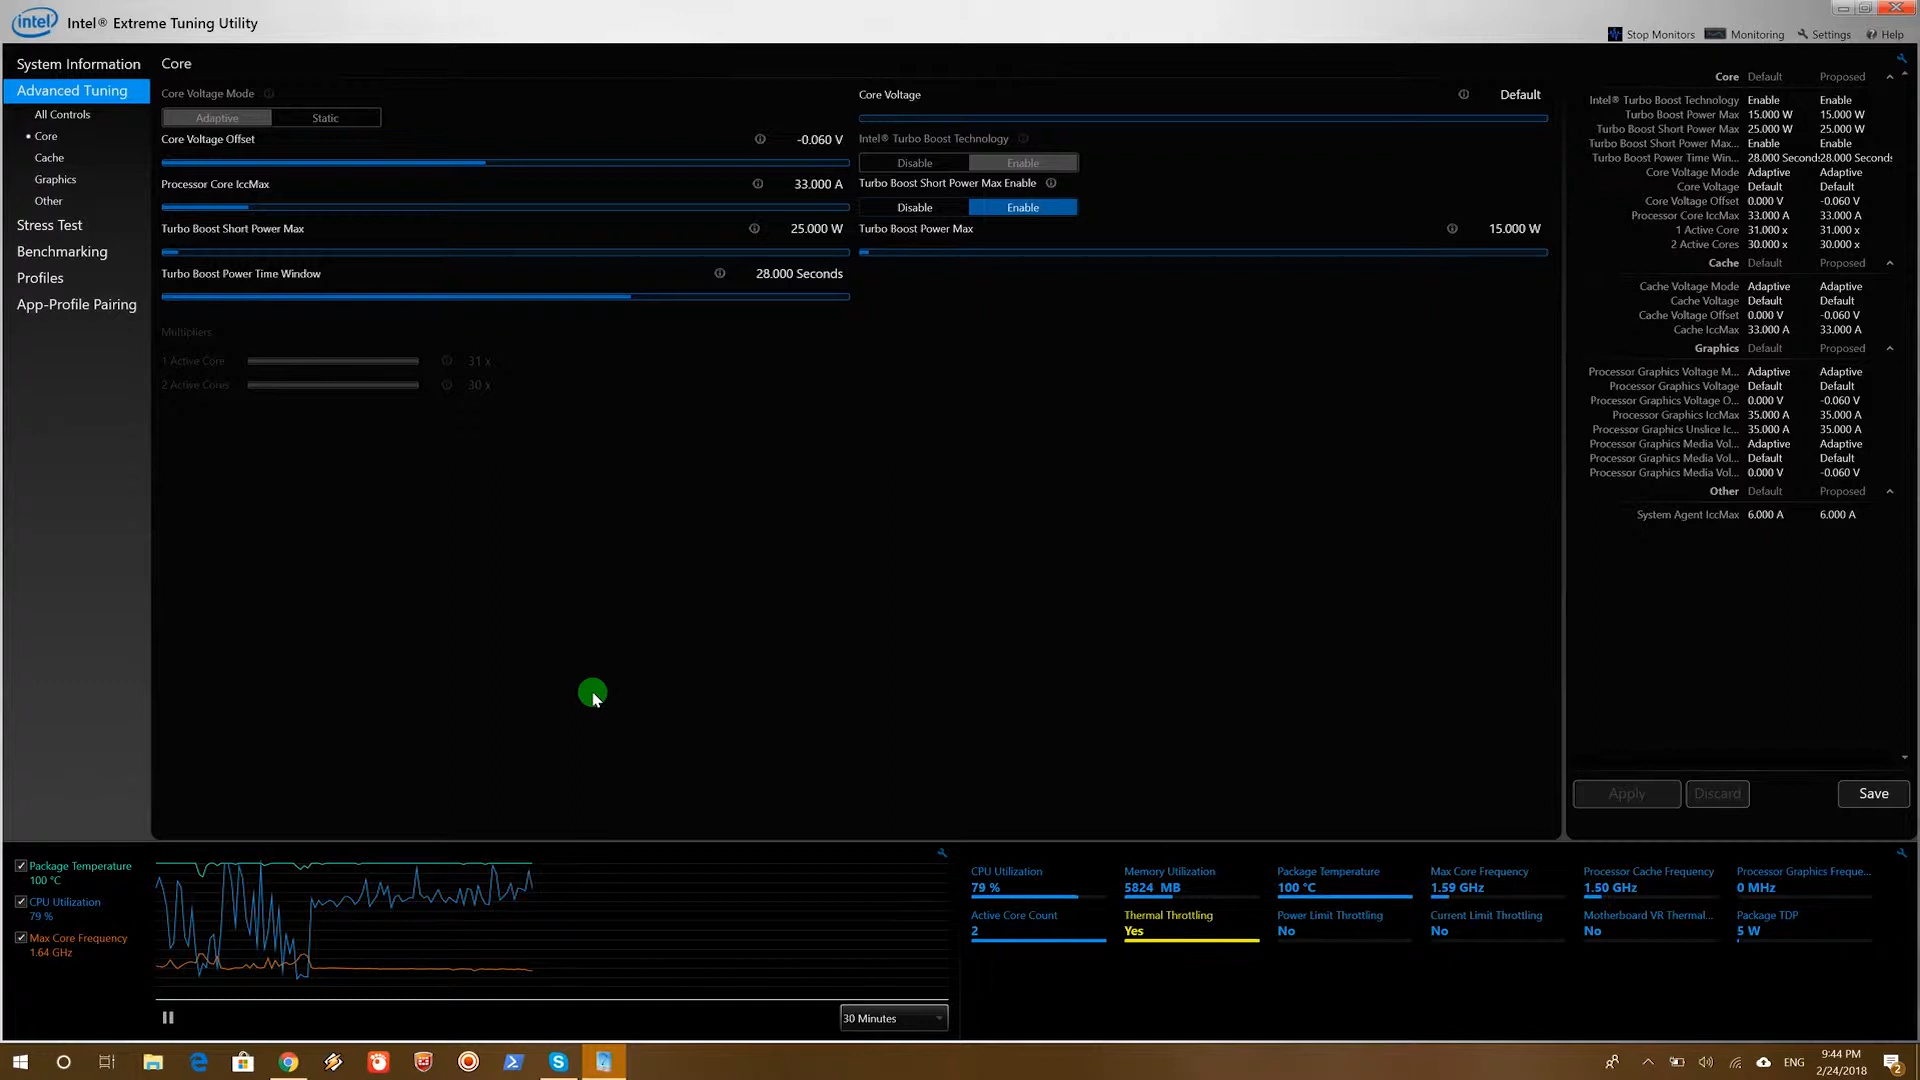 intel Intel® Extreme Tuning Utility
Stop Monitors Monitoring Settings Help
System Information
Advanced Tuning
All Controls
Core
Cache
Graphics
Other
Stress Test
Benchmarking
Profiles
App-Profile Pairing
Core
Core Voltage Mode
Adaptive Static
Core Voltage Offset -0.060 V
Processor Core IccMax 33.000 A
Turbo Boost Short Power Max 25.000 W
Turbo Boost Power Time Window 28.000 Seconds
Multipliers
1 Active Core 31 x
2 Active Cores 30 x
Core Voltage Default
Intel® Turbo Boost Technology
Disable Enable
Turbo Boost Short Power Max Enable
Disable Enable
Turbo Boost Power Max 15.000 W
Core Default Proposed
Intel® Turbo Boost Technology Enable Enable
Turbo Boost Power Max 15.000 W 15.000 W
Turbo Boost Short Power Max 25.000 W 25.000 W
Turbo Boost Short Power Max... Enable Enable
Turbo Boost Power Time Win... 28.000 Seconds 28.000 Seconds
Core Voltage Mode Adaptive Adaptive
Core Voltage Default Default
Core Voltage Offset 0.000 V -0.060 V
Processor Core IccMax 33.000 A 33.000 A
1 Active Core 31.000 x 31.000 x
2 Active Cores 30.000 x 30.000 x
Cache Default Proposed
Cache Voltage Mode Adaptive Adaptive
Cache Voltage Default Default
Cache Voltage Offset 0.000 V -0.060 V
Cache IccMax 33.000 A 33.000 A
Graphics Default Proposed
Processor Graphics Voltage M... Adaptive Adaptive
Processor Graphics Voltage Default Default
Processor Graphics Voltage O... 0.000 V -0.060 V
Processor Graphics IccMax 35.000 A 35.000 A
Processor Graphics Unslice Ic... 35.000 A 35.000 A
Processor Graphics Media Vol... Adaptive Adaptive
Processor Graphics Media Vol... Default Default
Processor Graphics Media Vol... 0.000 V -0.060 V
Other Default Proposed
System Agent IccMax 6.000 A 6.000 A
Apply Discard Save
Package Temperature
100 °C
CPU Utilization
79 %
Max Core Frequency
1.64 GHz
30 Minutes
CPU Utilization Memory Utilization Package Temperature Max Core Frequency Processor Cache Frequency Processor Graphics Freque...
79 % 5824 MB 100 °C 1.59 GHz 1.50 GHz 0 MHz
Active Core Count Thermal Throttling Power Limit Throttling Current Limit Throttling Motherboard VR Thermal... Package TDP
2 Yes No No No 5 W
ENG 9:44 PM
2/24/2018
2